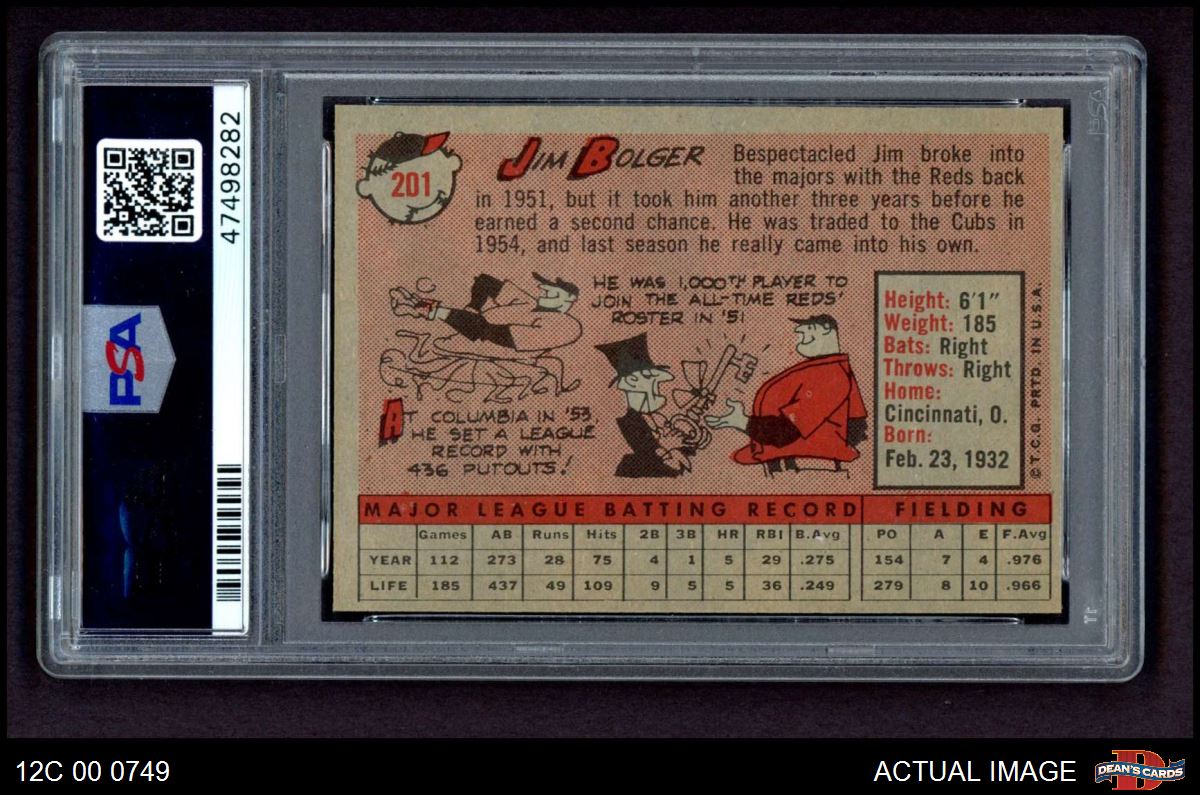 47498282
PSA
201
JIM BOLGER
Bespectacled Jim broke into
the majors with the Reds back
in 1951, but it took him another three years before he
earned a second chance. He was traded to the Cubs in
1954, and last season he really came into his own.
AT COLUMBIA IN '53,
HE SET A LEAGUE
RECORD WITH
436 PUTOUTS!
HE WAS 1,000TH PLAYER TO
JOIN THE ALL-TIME REDS'
ROSTER IN '51
Height: 6'1"
Weight: 185
Bats: Right
Throws: Right
Home:
Cincinnati, O.
Born:
Feb. 23, 1932
© T.C.G. PRTD. IN U.S.A.
MAJOR LEAGUE BATTING RECORD FIELDING
Games AB Runs Hits 2B 3B HR RBI B.Avg PO A E F.Avg
YEAR 112 273 28 75 4 1 5 29 .275 154 7 4 .976
LIFE 185 437 49 109 9 5 5 36 .249 279 8 10 .966
PSA
12C 00 0749
ACTUAL IMAGE
DEAN'S CARDS